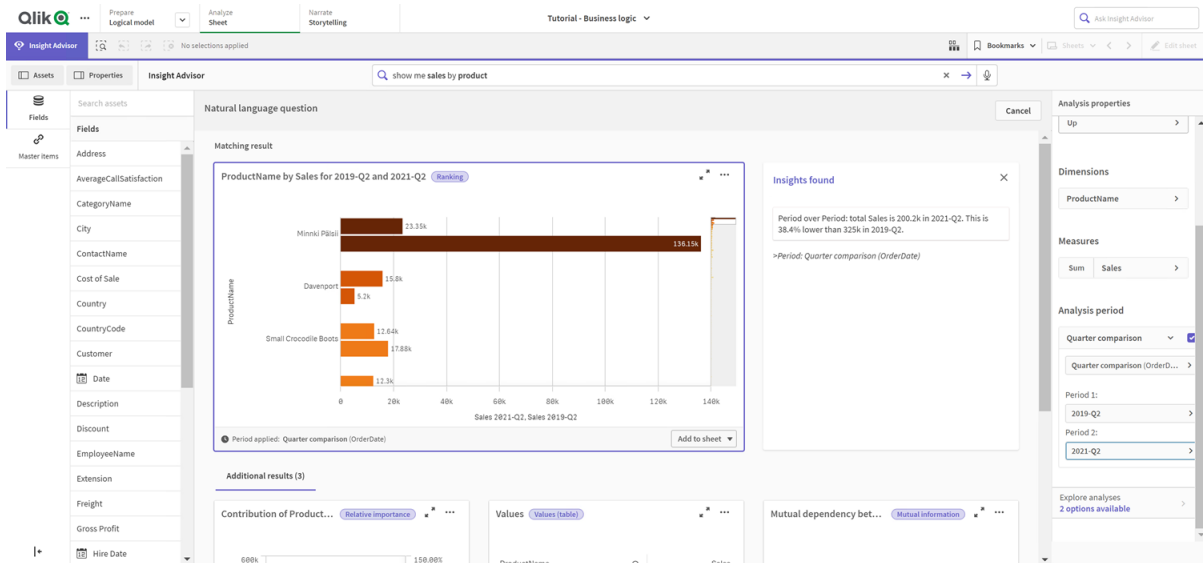 Qlik
Prepare
Logical model
Analyze
Sheet
Narrate
Storytelling
Tutorial - Business logic
Ask Insight Advisor
Insight Advisor
No selections applied
Bookmarks
Sheets
Edit sheet
Assets
Properties
Insight Advisor
show me sales by product
Fields
Master items
Search assets
Fields
Address
AverageCallSatisfaction
CategoryName
City
ContactName
Cost of Sale
Country
CountryCode
Customer
Date
Description
Discount
EmployeeName
Extension
Freight
Gross Profit
Hire Date
Natural language question
Cancel
Matching result
ProductName by Sales for 2019-Q2 and 2021-Q2 Ranking
ProductName
Minnki Pälsii
23.35k
136.15k
Davenport
15.8k
5.2k
Small Crocodile Boots
12.64k
17.88k
12.3k
0 20k 40k 60k 80k 100k 120k 140k
Sales 2021-Q2, Sales 2019-Q2
Period applied: Quarter comparison (OrderDate)
Add to sheet
Insights found
Period over Period: total Sales is 200.2k in 2021-Q2. This is
38.4% lower than 325k in 2019-Q2.
>Period: Quarter comparison (OrderDate)
Additional results (3)
Contribution of Product... Relative importance
600k
150.00%
Values Values (table)
ProductName
Sales
Mutual dependency bet... Mutual information
Analysis properties
Up
Dimensions
ProductName
Measures
Sum Sales
Analysis period
Quarter comparison
Quarter comparison (OrderD...
Period 1:
2019-Q2
Period 2:
2021-Q2
Explore analyses
2 options available